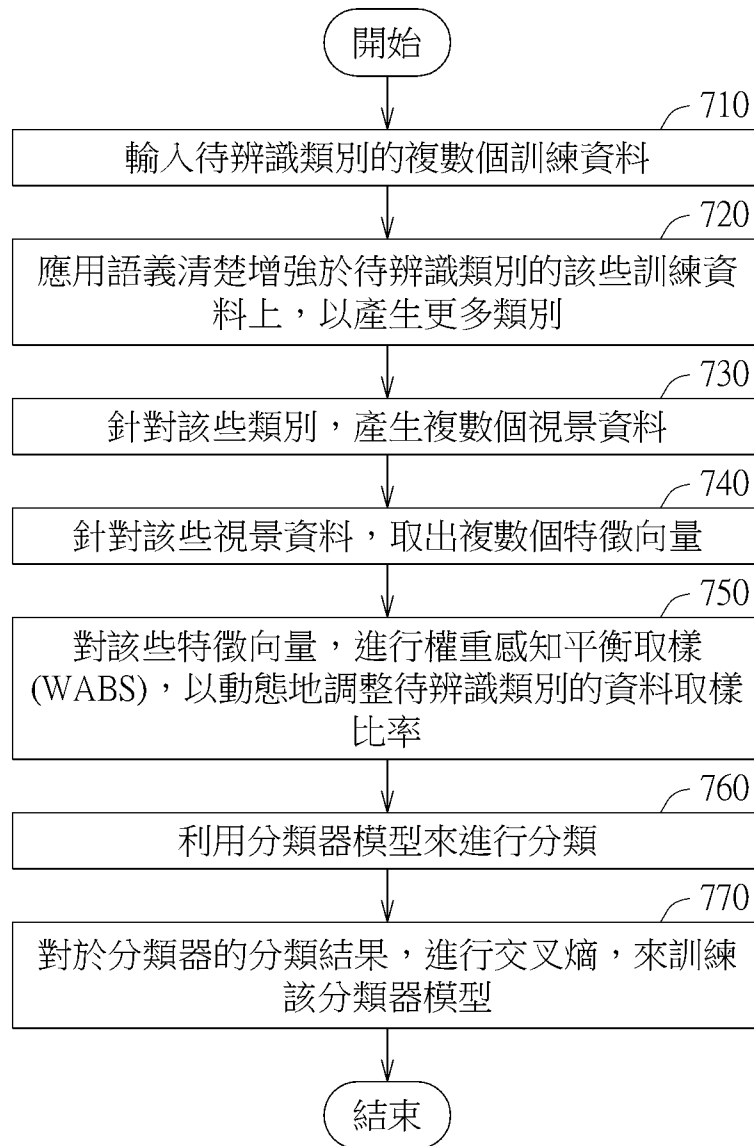 開始
710
輸入待辨識類別的複數個訓練資料
720
應用語義清楚增強於待辨識類別的該些訓練資
料上，以產生更多類別
730
針對該些類別，產生複數個視景資料
740
針對該些視景資料，取出複數個特徵向量
750
對該些特徵向量，進行權重感知平衡取樣
(WABS)，以動態地調整待辨識類別的資料取樣
比率
760
利用分類器模型來進行分類
770
對於分類器的分類結果，進行交叉熵，來訓練
該分類器模型
結束